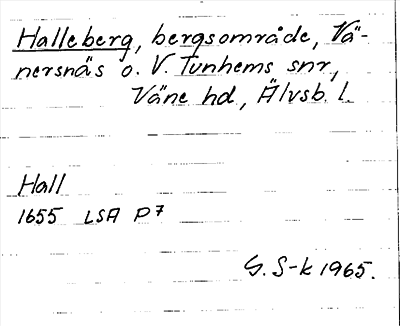 Halleberg, bergsområde, Vä-
nersnäs o. V. Tunhems snr,
Väne hd., Älvsb. l.
Hall
1655 LSA P7
G. S-k 1965.